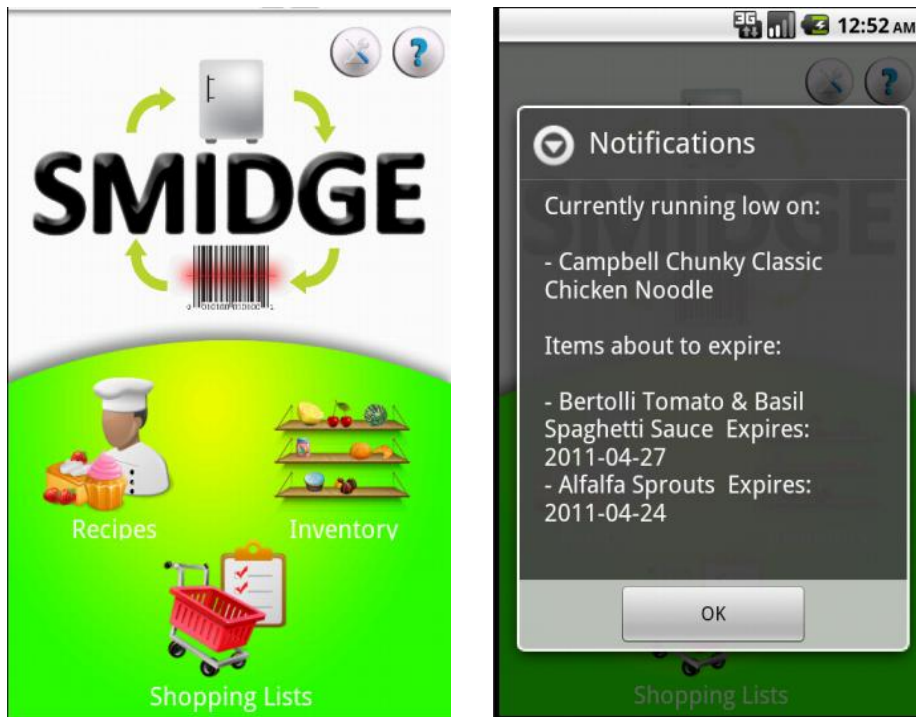 SMIDGE
Recipes
Inventory
Shopping Lists
3G
12:52 AM
Notifications
Currently running low on:
- Campbell Chunky Classic
Chicken Noodle
Items about to expire:
- Bertolli Tomato & Basil
Spaghetti Sauce Expires:
2011-04-27
- Alfalfa Sprouts Expires:
2011-04-24
OK
Shopping Lists